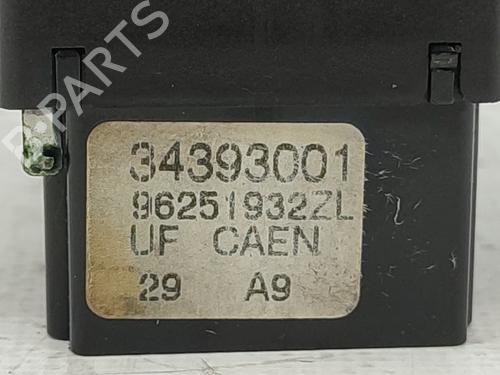 B-PARTS
34393001
96251932ZL
UF CAEN
29 A9